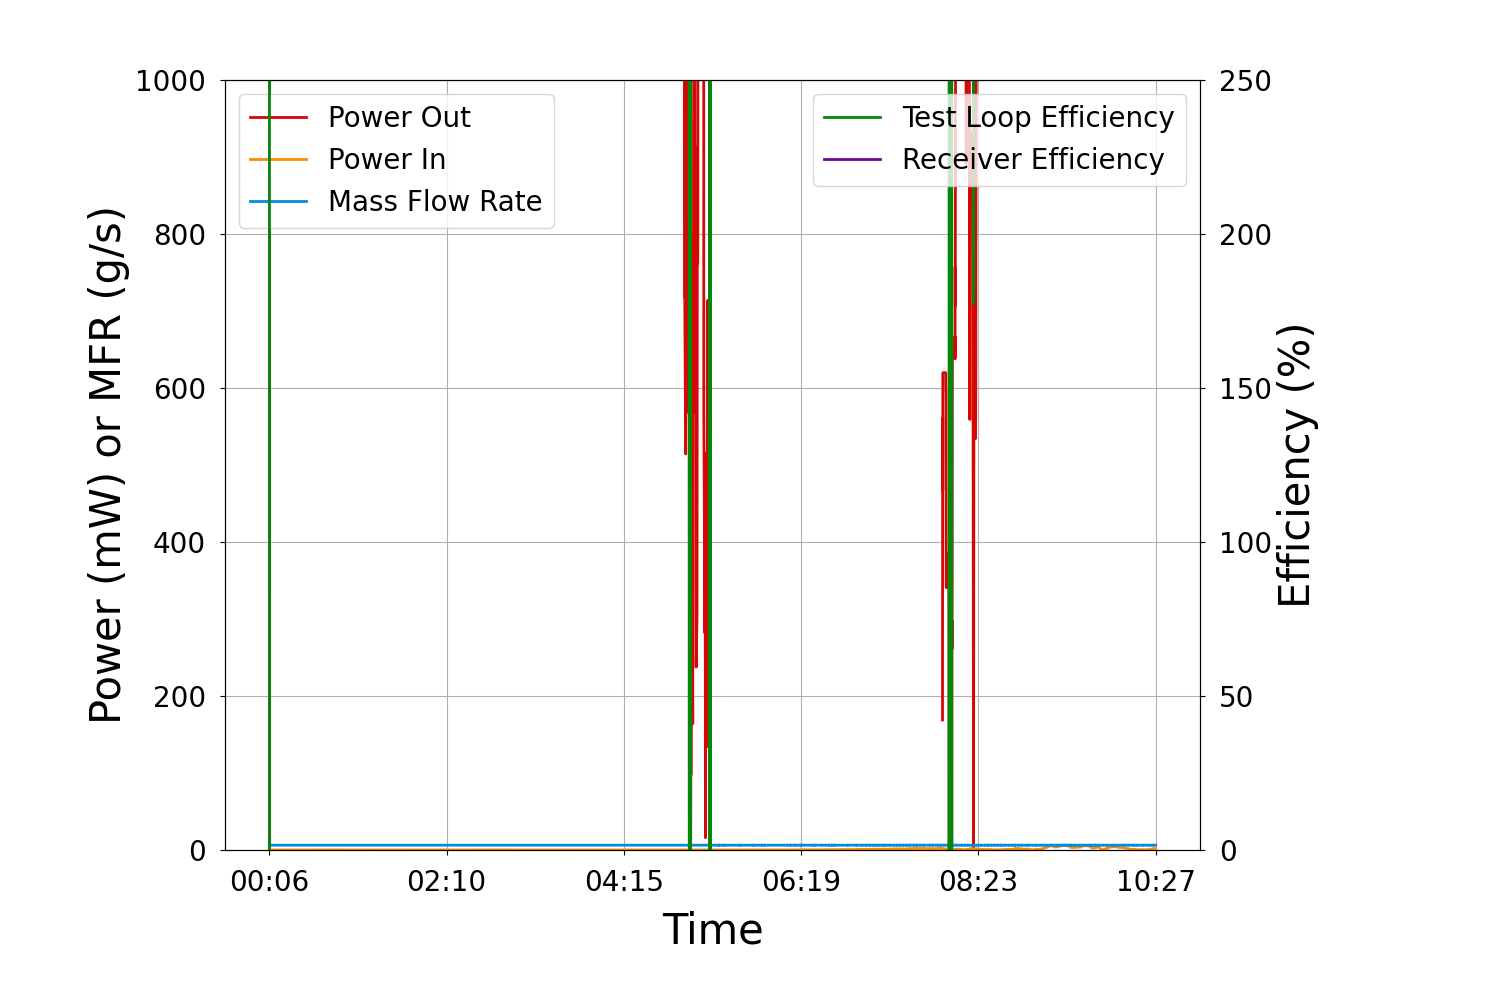 Power Out
Power In
Mass Flow Rate
Test Loop Efficiency
Receiver Efficiency
Power (mW) or MFR (g/s)
1000
800
600
400
200
0
250
200
150
100
50
0
Efficiency (%)
00:06
02:10
04:15
06:19
08:23
10:27
Time